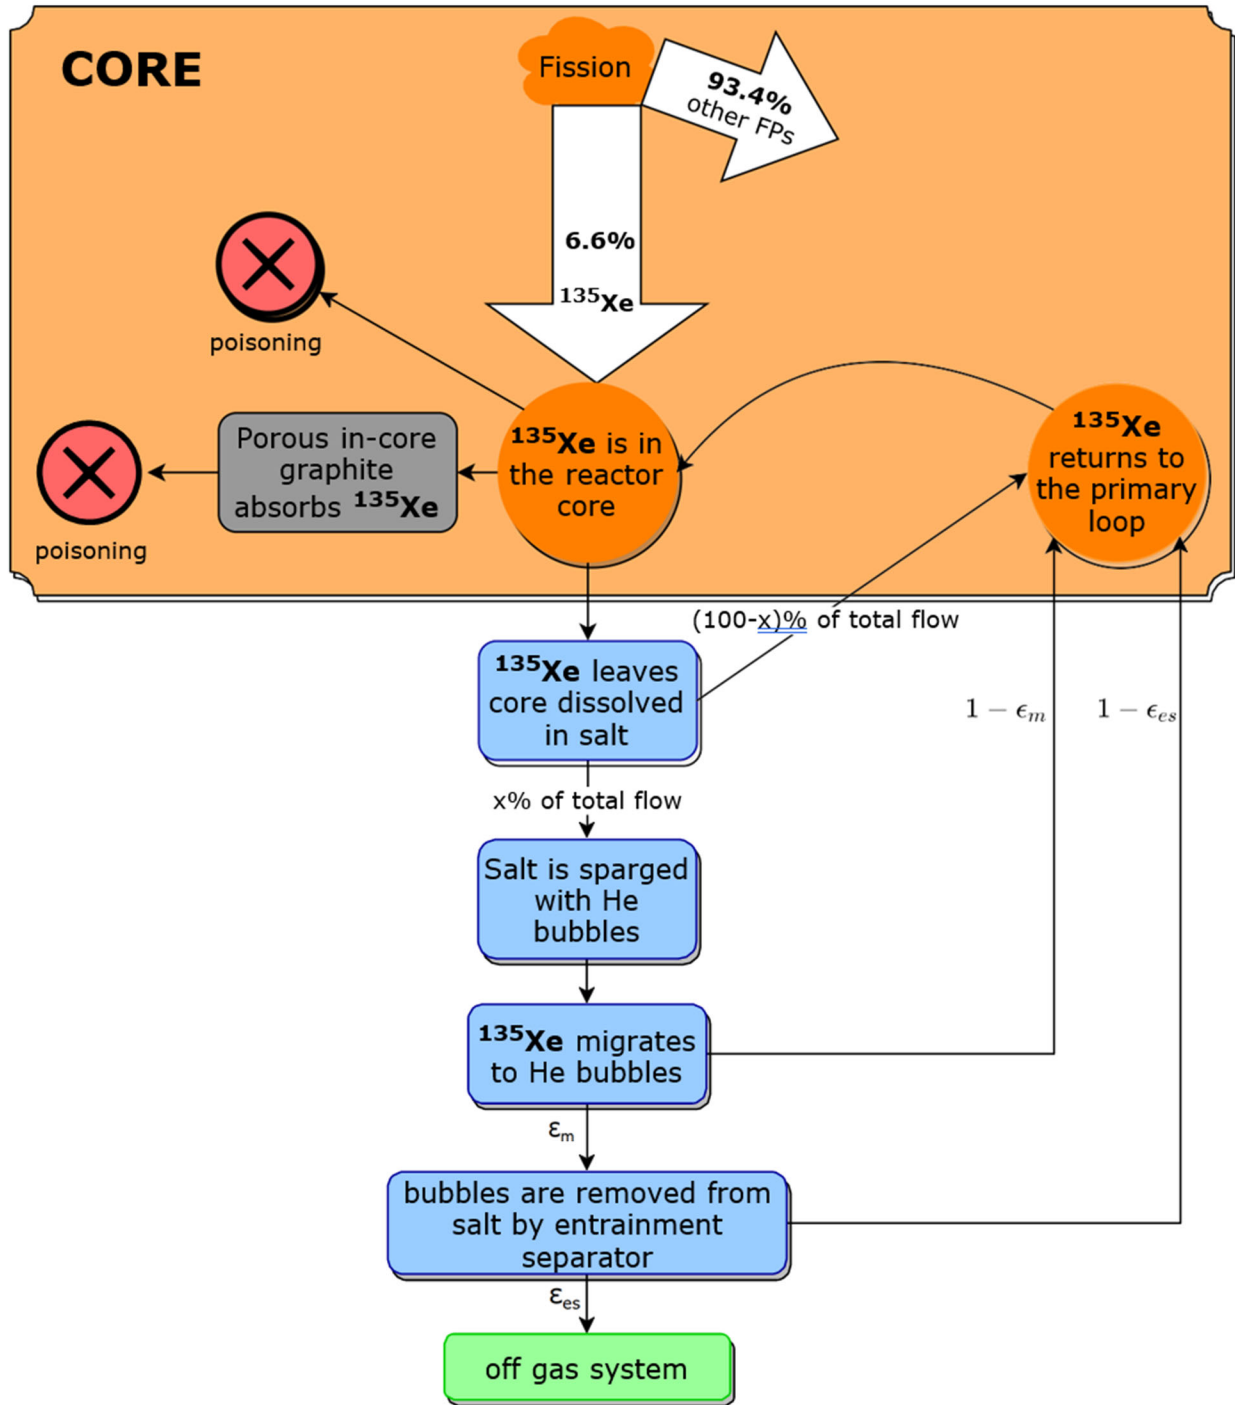 CORE
Fission
93.4%
other FPs
6.6%
¹³⁵Xe
poisoning
Porous in-core
graphite
absorbs ¹³⁵Xe
poisoning
¹³⁵Xe is in
the reactor
core
¹³⁵Xe
returns to
the primary
loop
(100-x)% of total flow
¹³⁵Xe leaves
core dissolved
in salt
1 − ϵₘ
1 − ϵₑₛ
x% of total flow
Salt is sparged
with He
bubbles
¹³⁵Xe migrates
to He bubbles
εₘ
bubbles are removed from
salt by entrainment
separator
εₑₛ
off gas system